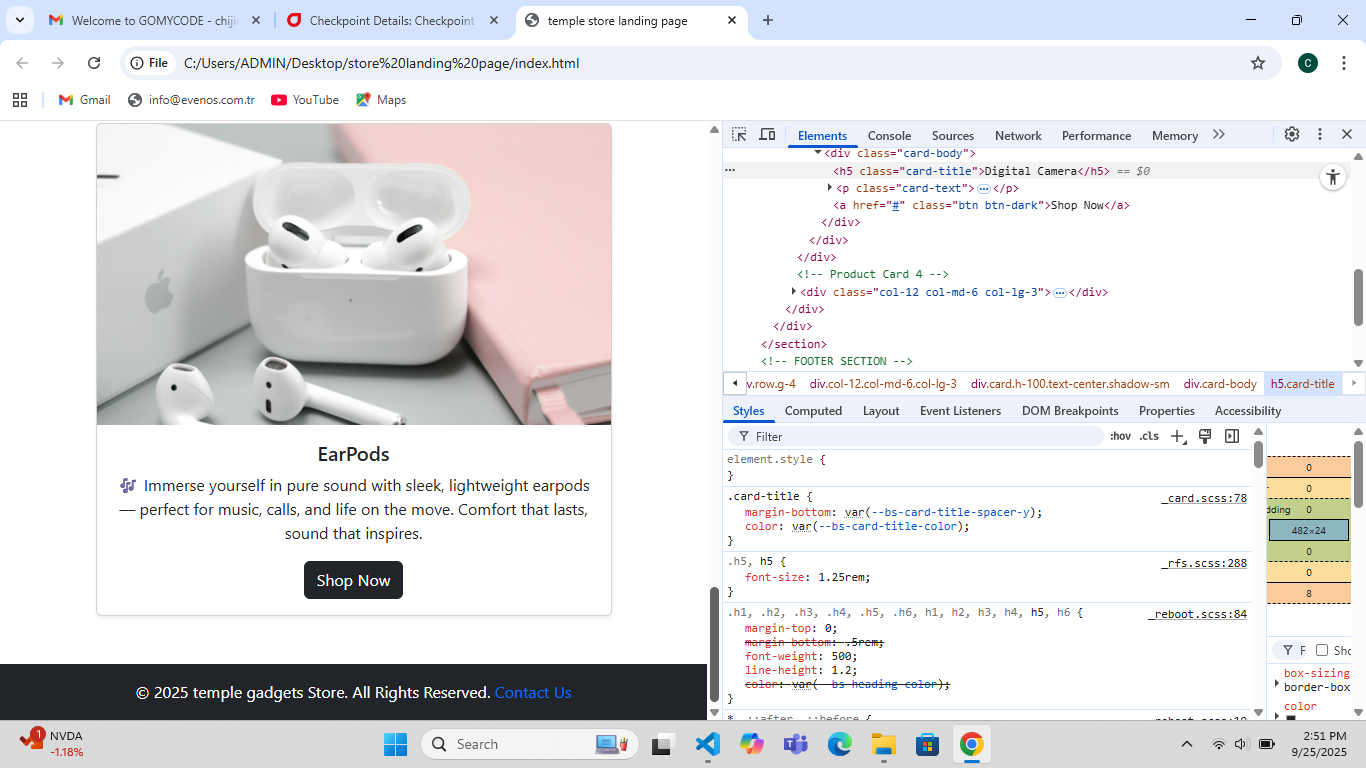 Welcome to GOMYCODE - chiji
Checkpoint Details: Checkpoint
temple store landing page
File
C:/Users/ADMIN/Desktop/store%20landing%20page/index.html
C
Gmail
info@evenos.com.tr
YouTube
Maps
EarPods
🎶 Immerse yourself in pure sound with sleek, lightweight earpods
— perfect for music, calls, and life on the move. Comfort that lasts,
sound that inspires.
Shop Now
© 2025 temple gadgets Store. All Rights Reserved. Contact Us
Elements Console Sources Network Performance Memory
<div class="card-body">
<h5 class="card-title">Digital Camera</h5> == $0
<p class="card-text">…</p>
<a href="#" class="btn btn-dark">Shop Now</a>
</div>
</div>
</div>
<!-- Product Card 4 -->
<div class="col-12 col-md-6 col-lg-3">…</div>
</div>
</div>
</section>
<!-- FOOTER SECTION -->
v.row.g-4 div.col-12.col-md-6.col-lg-3 div.card.h-100.text-center.shadow-sm div.card-body h5.card-title
Styles Computed Layout Event Listeners DOM Breakpoints Properties Accessibility
Filter :hov .cls
element.style {
}
.card-title { _card.scss:78
margin-bottom: var(--bs-card-title-spacer-y);
color: var(--bs-card-title-color);
}
.h5, h5 { _rfs.scss:288
font-size: 1.25rem;
}
.h1, .h2, .h3, .h4, .h5, .h6, h1, h2, h3, h4, h5, h6 { _reboot.scss:84
margin-top: 0;
margin-bottom: .5rem;
font-weight: 500;
line-height: 1.2;
color: var(--bs-heading-color);
}
*, ::after, ::before {
0
0
dding 0
482×24
0
0
8
F Sho
box-sizing
border-box
color
1
NVDA
-1.18%
Search
2:51 PM
9/25/2025